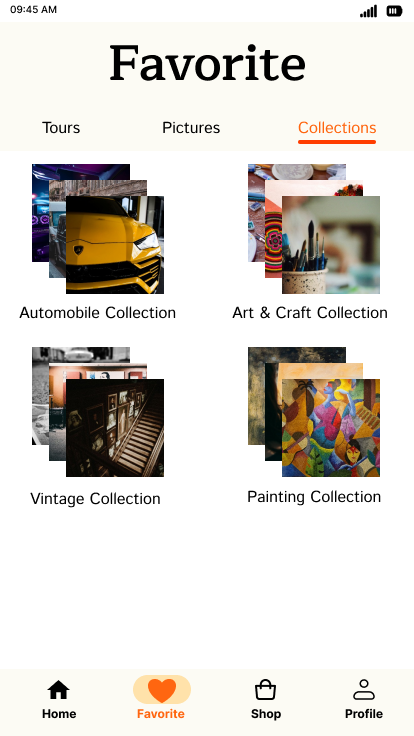 09:45 AM
Favorite
Tours
Pictures
Collections
Automobile Collection
Art & Craft Collection
Vintage Collection
Painting Collection
Home
Favorite
Shop
Profile